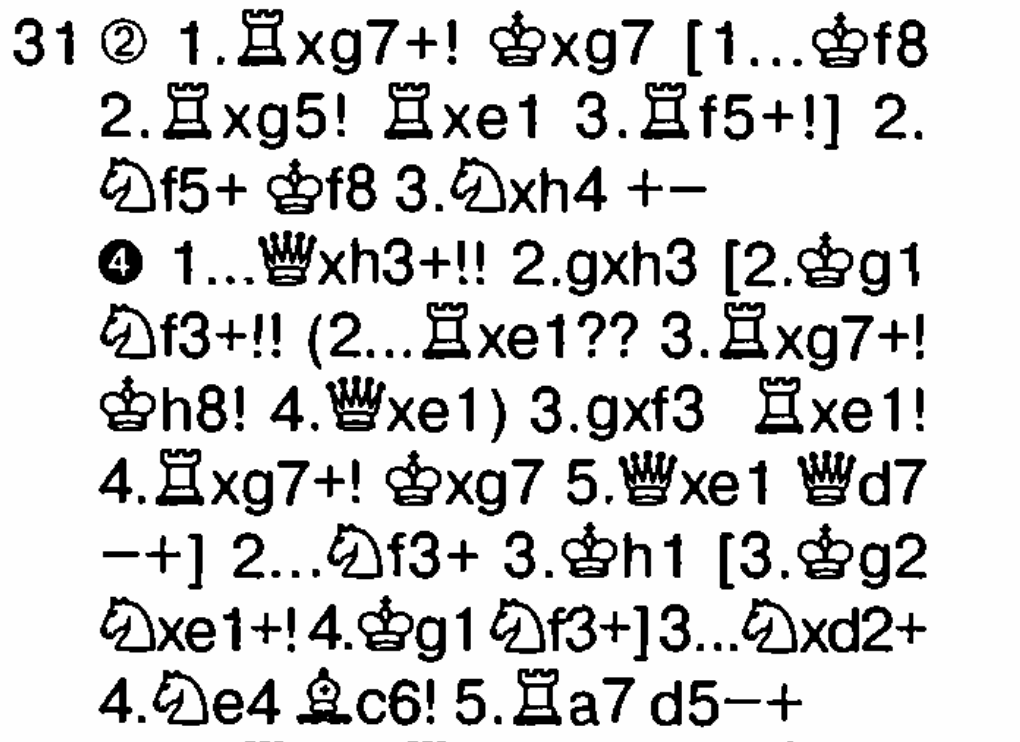 31 ② 1.♖xg7+! ♔xg7 [1...♔f8
2.♖xg5! ♖xe1 3.♖f5+!] 2.
♘f5+ ♔f8 3.♘xh4 +−
❹ 1...♕xh3+!! 2.gxh3 [2.♔g1
♘f3+!! (2...♖xe1?? 3.♖xg7+!
♔h8! 4.♕xe1) 3.gxf3 ♖xe1!
4.♖xg7+! ♔xg7 5.♕xe1 ♕d7
−+] 2...♘f3+ 3.♔h1 [3.♔g2
♘xe1+! 4.♔g1 ♘f3+] 3...♘xd2+
4.♘e4 ♗c6! 5.♖a7 d5−+